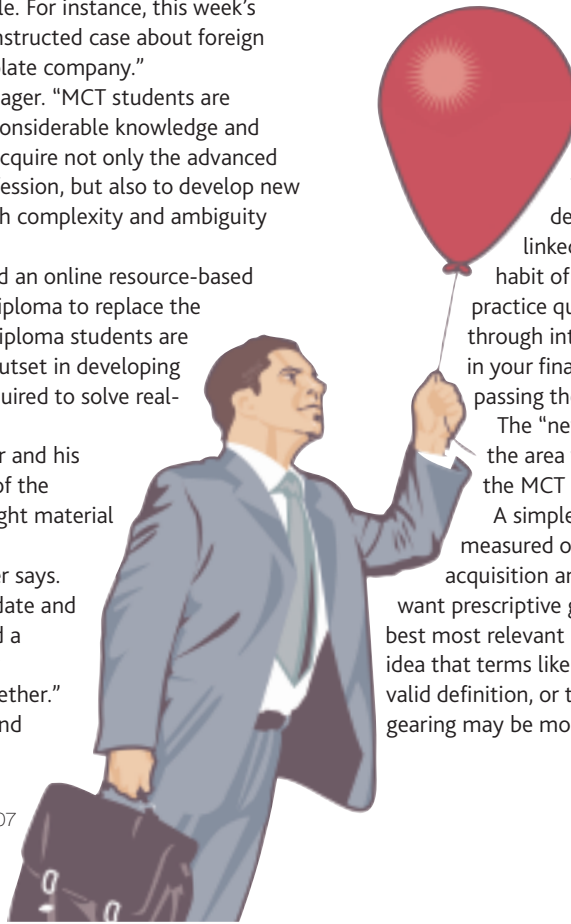 le. For instance, this week’s
nstructed case about foreign
olate company.”
ager. “MCT students are
onsiderable knowledge and
cquire not only the advanced
ession, but also to develop new
h complexity and ambiguity
d an online resource-based
iploma to replace the
iploma students are
utset in developing
uired to solve real-
r and his
of the
ght material
er says.
date and
d a
ether.”
nd
07
de
linked
habit of
practice qu
through int
in your fina
passing the
The “ne
the area
the MCT
A simple
measured o
acquisition an
want prescriptive g
best most relevant
idea that terms like
valid definition, or t
gearing may be mo